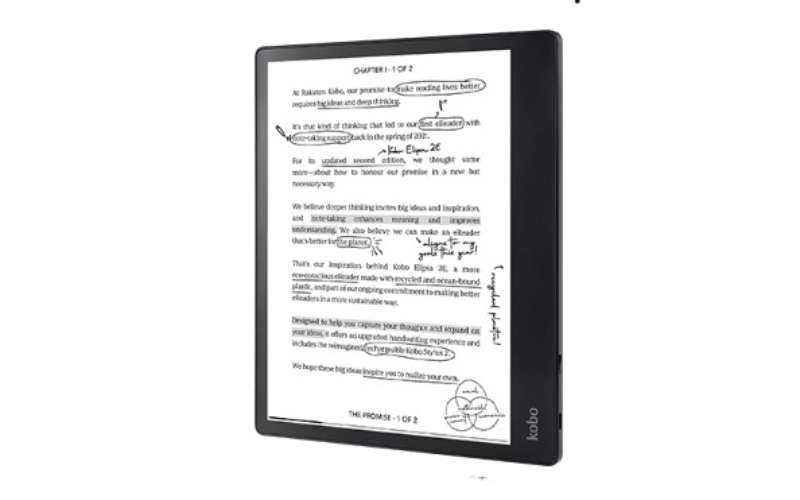 CHAPTER I - 1 OF 2
At Rakuten Kobo, our promise to make reading lives better
requires big ideas and deep thinking.
It's true kind of thinking that led to our first eReader with
note-taking support back in the spring of 2021.
Kobo Elipsa 2E
For its updated second edition, we thought some
more—about how to honour our promise in a new but
necessary way.
We believe deeper thinking invites big ideas and inspiration,
and note-taking enhances meaning and improves
understanding. We also believe we can make an eReader
that's better for the planet.
aligns for my
goals this year!
That's our inspiration behind Kobo Elipsa 2E, a more
eco-conscious eReader made with recycled and ocean-bound
plastic, and part of our ongoing commitment to making better
eReaders in a more sustainable way.
recycled plastic!
Designed to help you capture your thoughts and expand on
your ideas, it offers an upgraded handwriting experience and
includes the reimagined, rechargeable Kobo Stylus 2.
We hope these big ideas inspire you to realize your own.
THE PROMISE - 1 OF 2
kobo